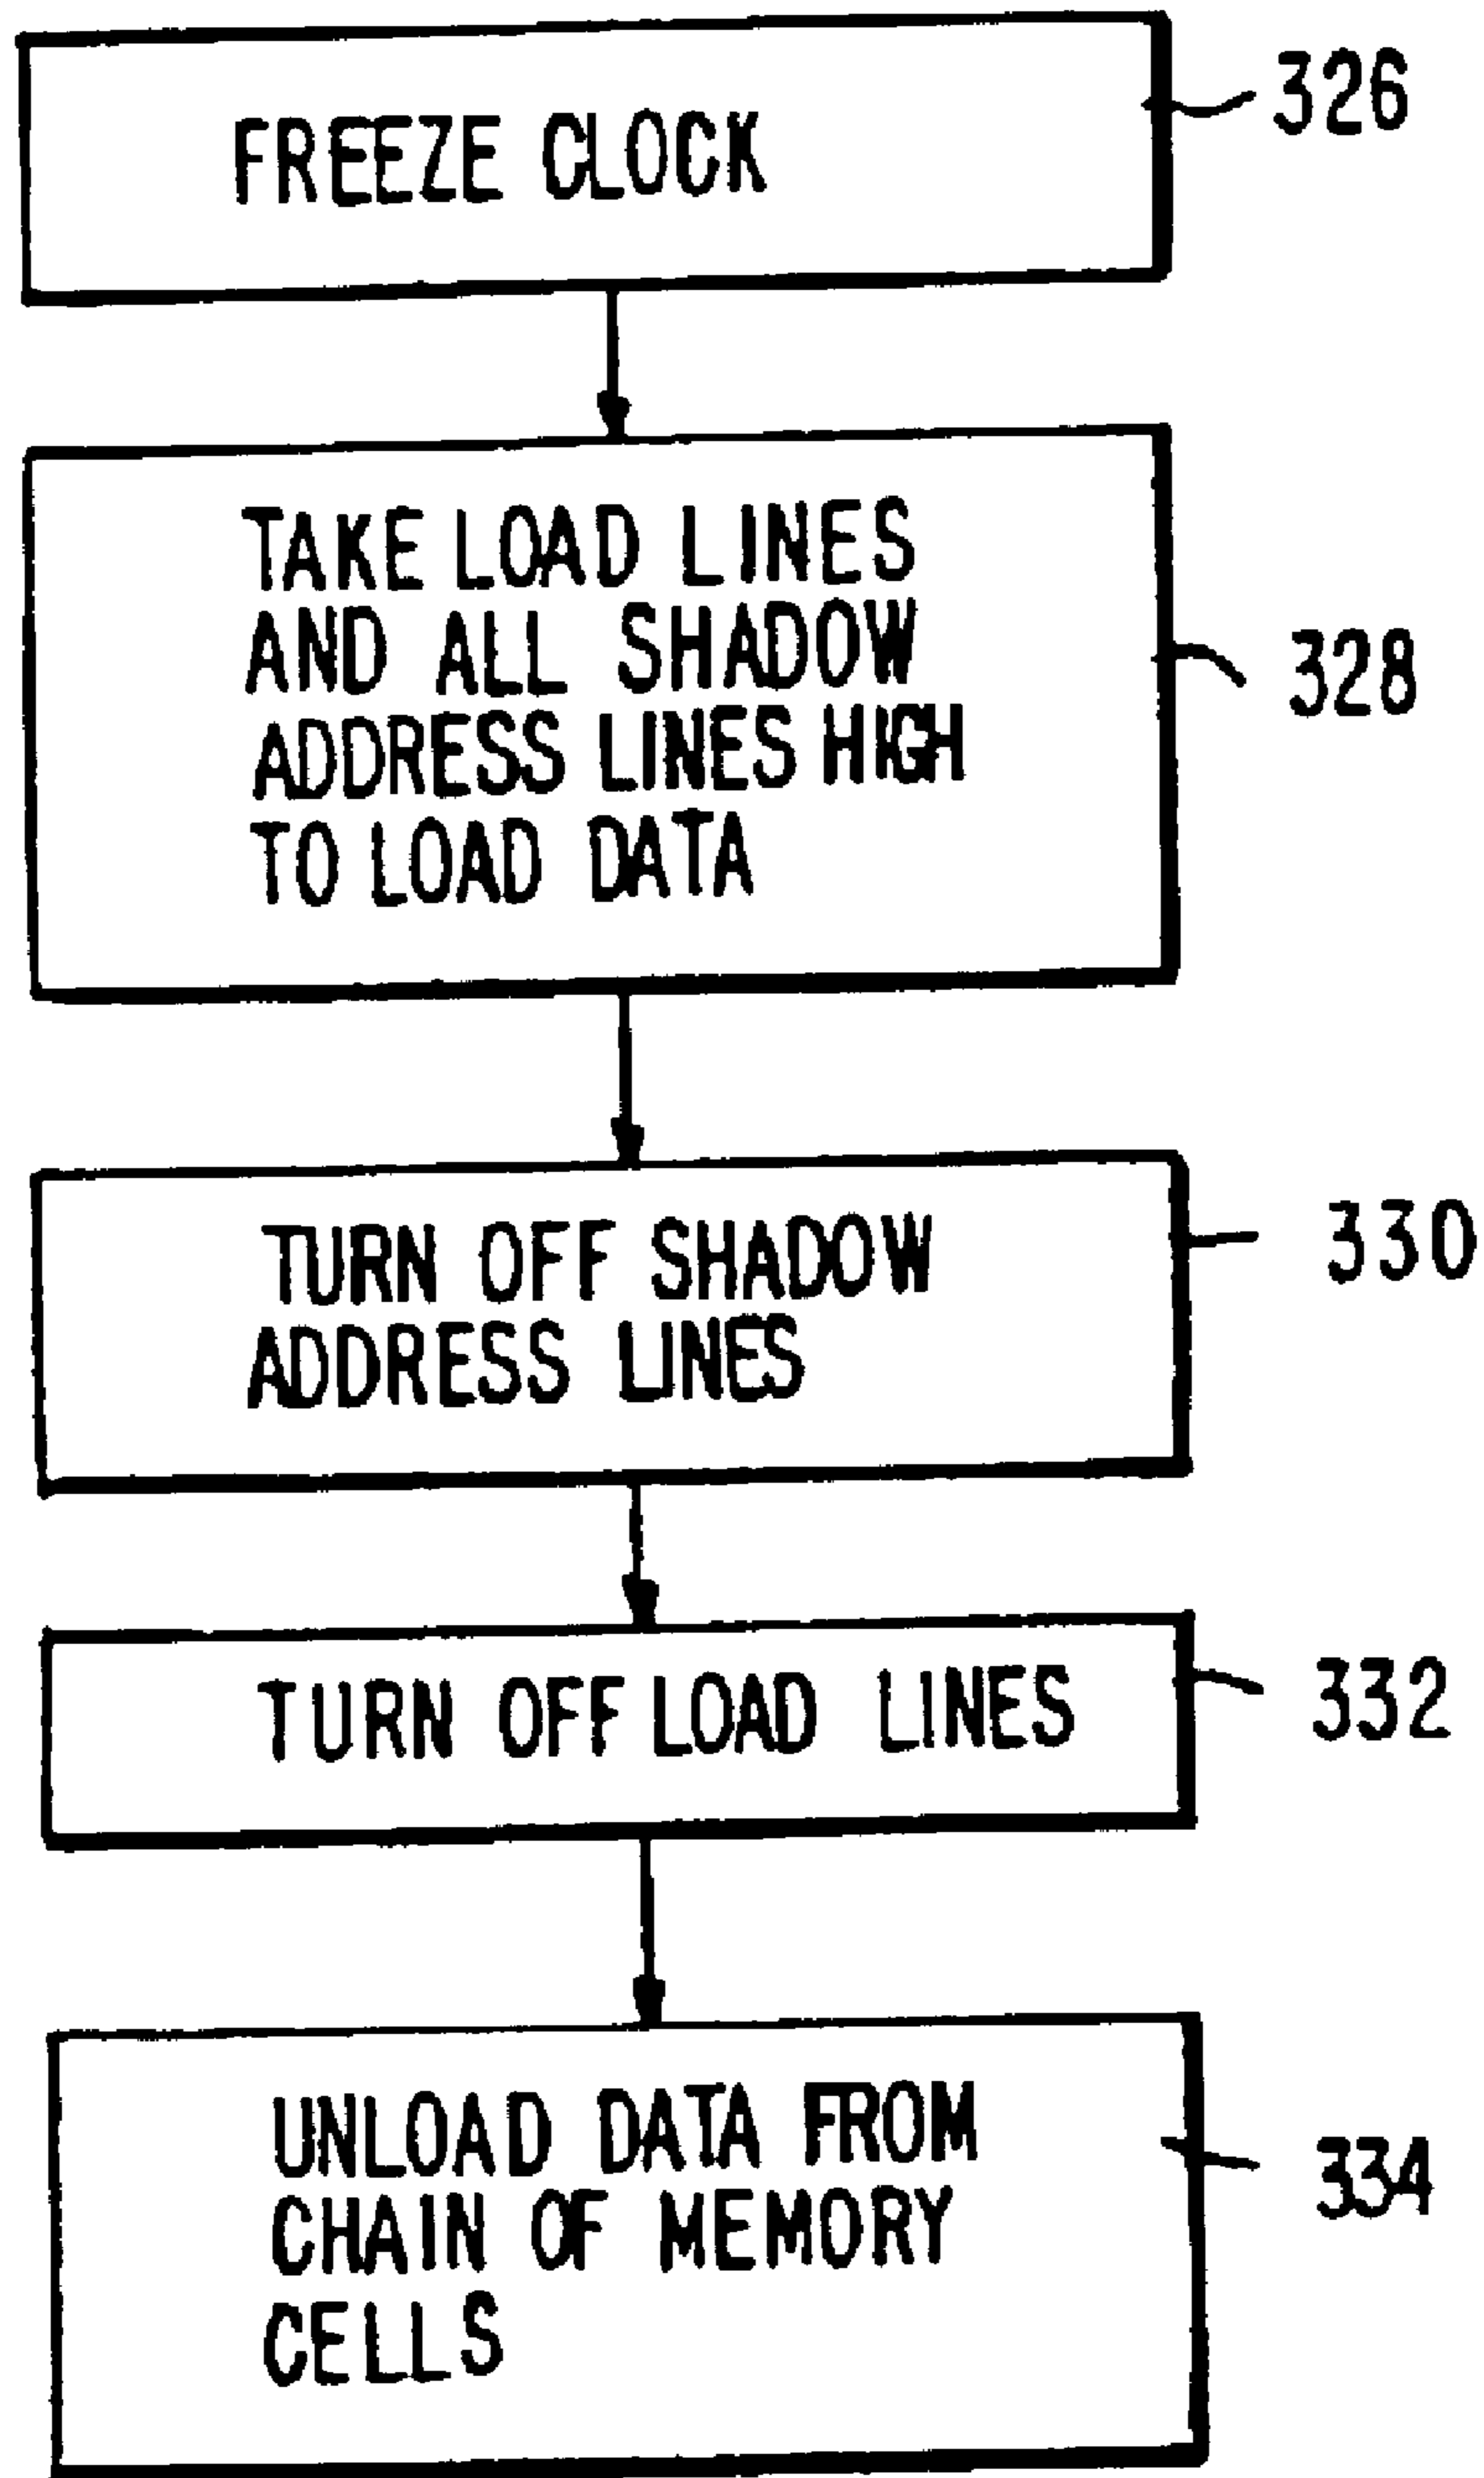 FREEZE CLOCK
326
TAKE LOAD LINES
AND ALL SHADOW
ADDRESS LINES HIGH
TO LOAD DATA
328
TURN OFF SHADOW
ADDRESS LINES
330
TURN OFF LOAD LINES
332
UNLOAD DATA FROM
CHAIN OF MEMORY
CELLS
334